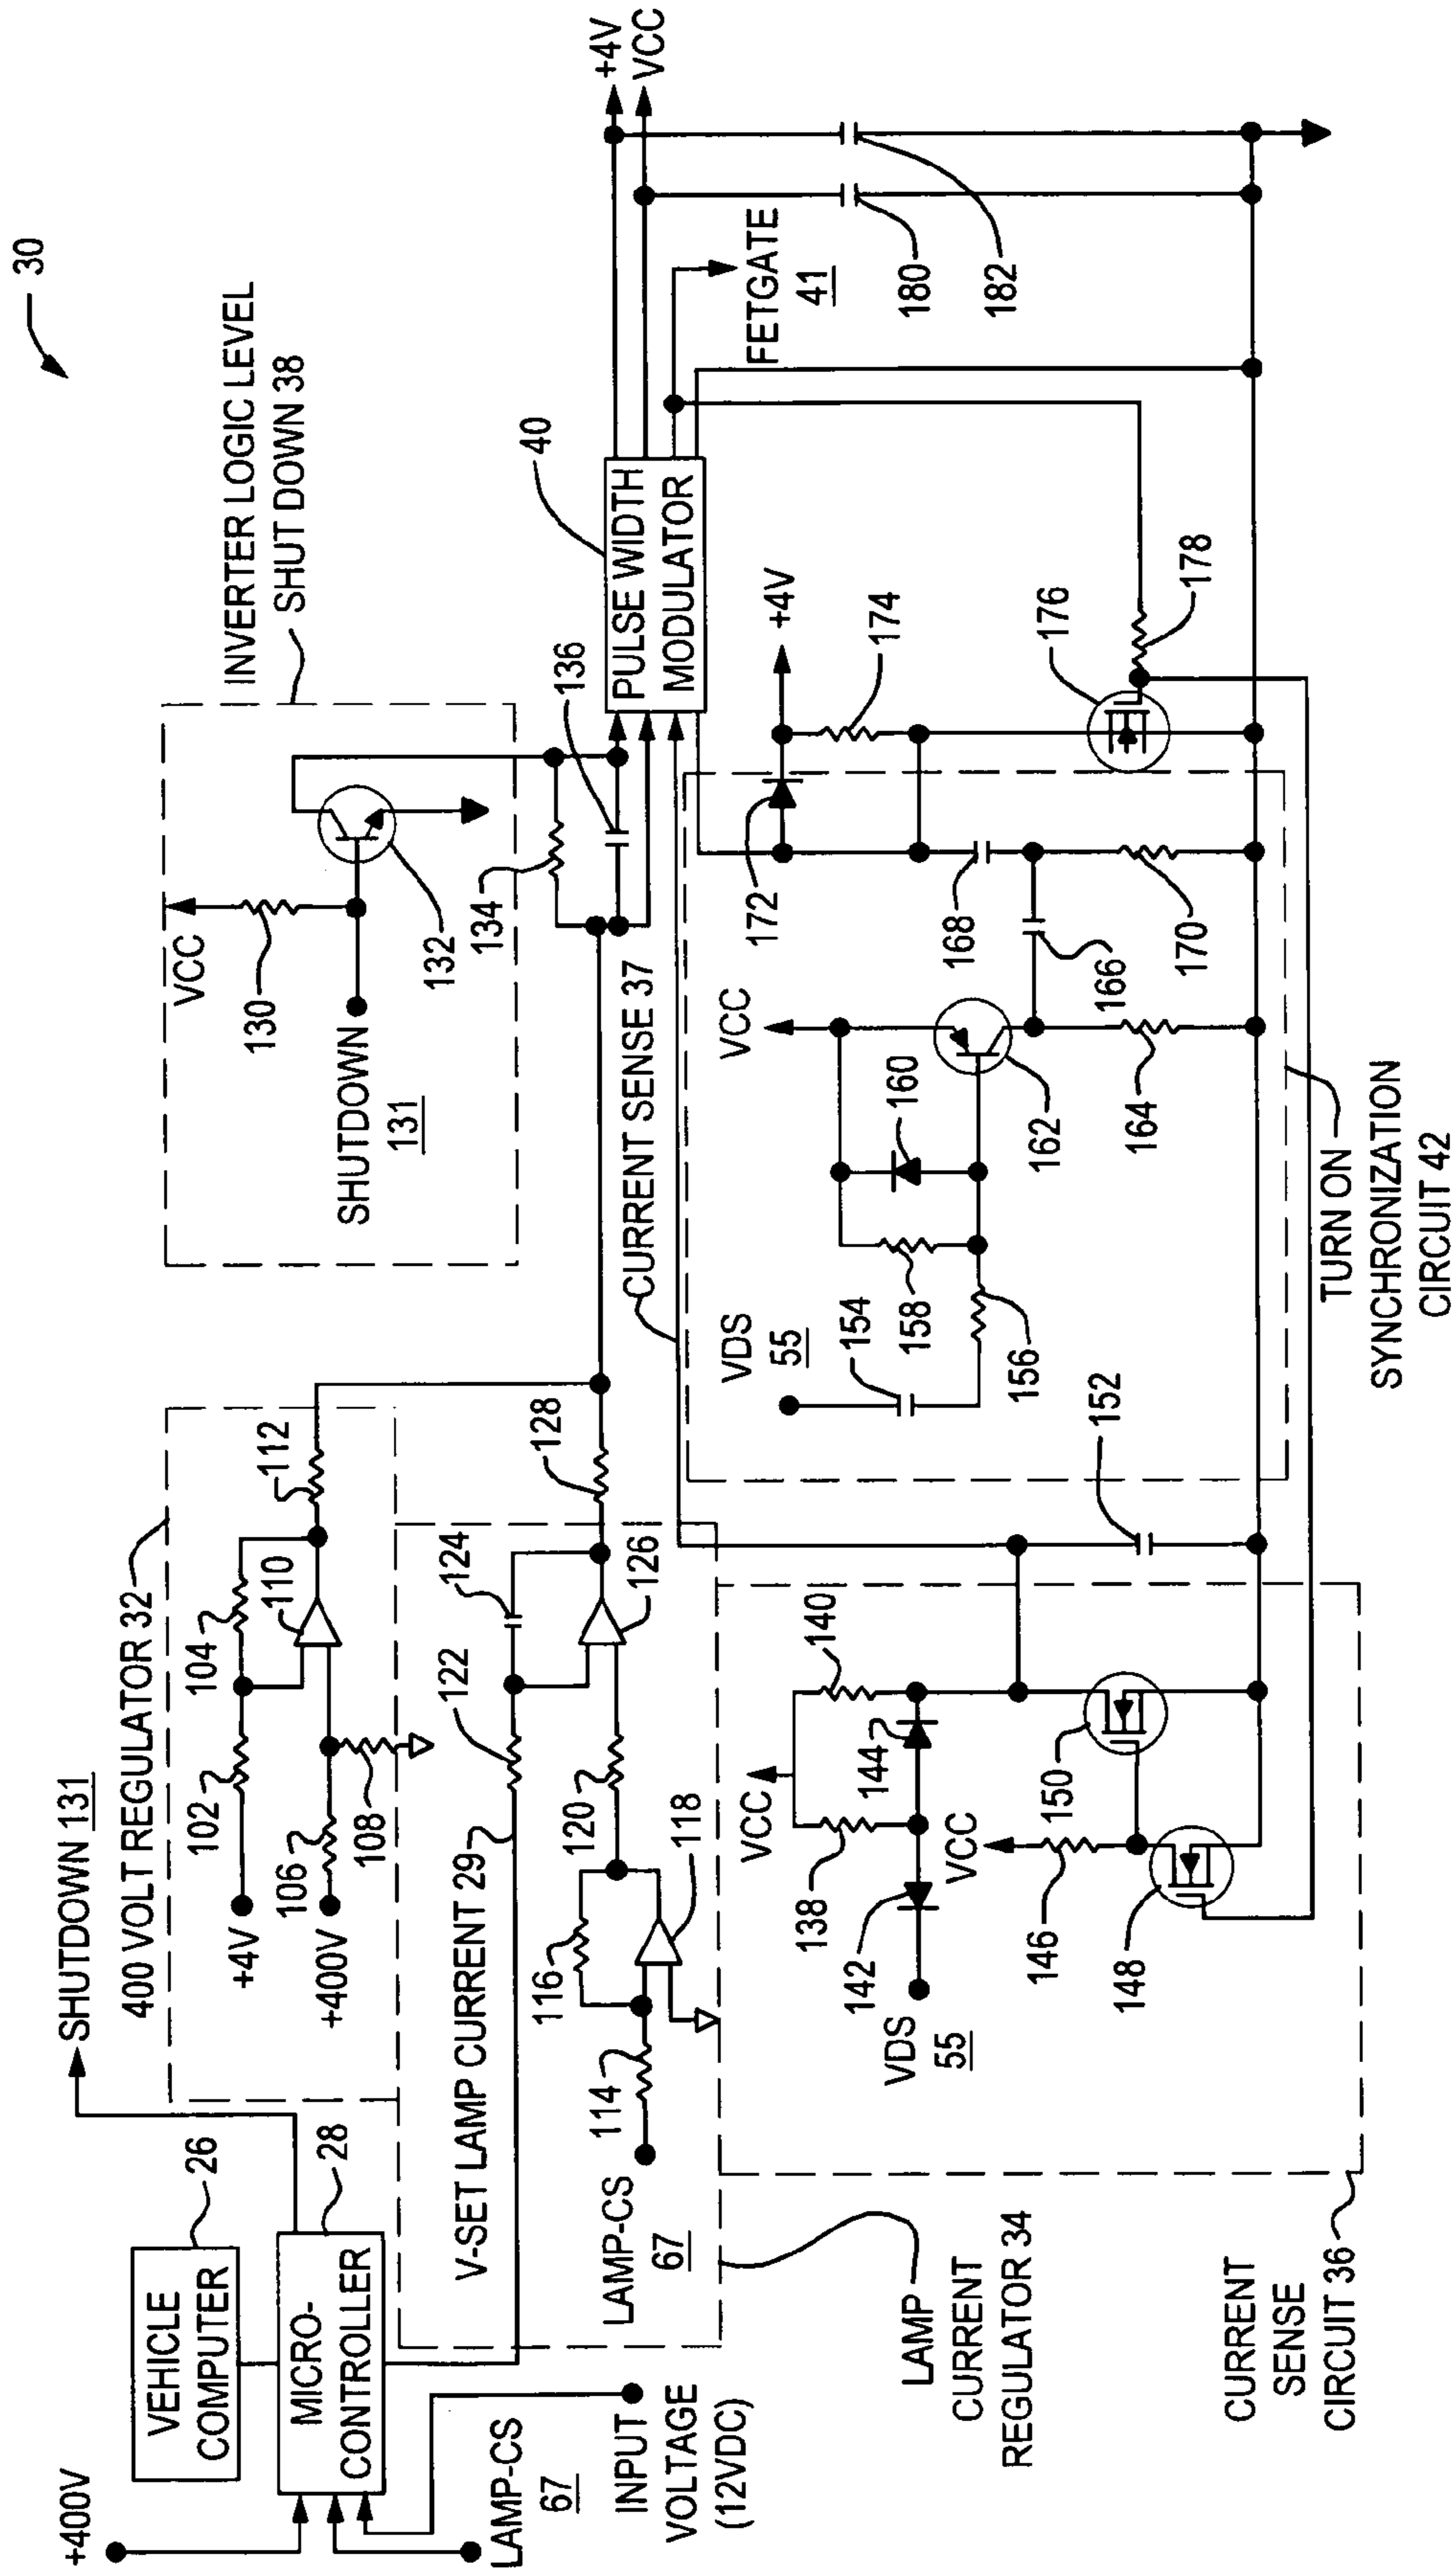 30
+400V
VEHICLE
COMPUTER
26
MICRO-
CONTROLLER
28
LAMP-CS
67
INPUT
VOLTAGE
(12VDC)
SHUTDOWN 131
400 VOLT REGULATOR 32
+4V
102
104
110
112
+400V
106
108
V-SET LAMP CURRENT 29
122
124
126
128
LAMP-CS
67
114
116
118
120
LAMP
CURRENT
REGULATOR 34
INVERTER LOGIC LEVEL
SHUT DOWN 38
VCC
130
SHUTDOWN
131
132
134
136
CURRENT SENSE 37
40
PULSE WIDTH
MODULATOR
+4V
VCC
FETGATE
41
180
182
VCC
138
140
142
144
VDS
55
VCC
146
148
150
152
CURRENT
SENSE
CIRCUIT 36
VDS
55
154
156
158
160
VCC
162
164
166
168
170
172
+4V
174
176
178
TURN ON
SYNCHRONIZATION
CIRCUIT 42